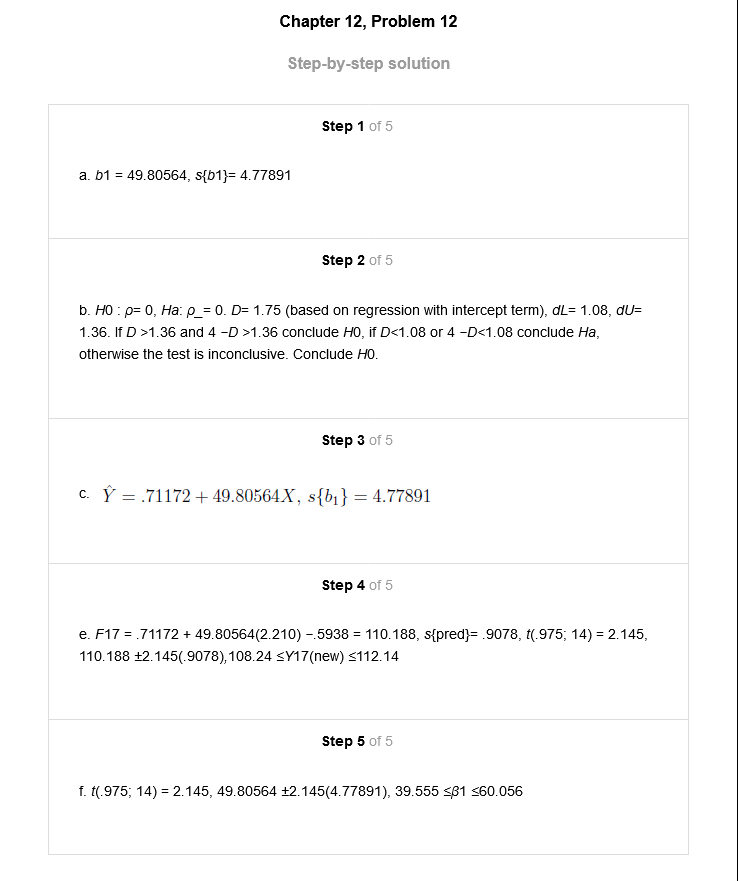 Chapter 12, Problem 12
Step-by-step solution
Step 1 of 5
a. b1 = 49.80564, s{b1}= 4.77891
Step 2 of 5
b. H0 : ρ= 0, Ha: ρ_= 0. D= 1.75 (based on regression with intercept term), dL= 1.08, dU=
1.36. If D >1.36 and 4 −D >1.36 conclude H0, if D<1.08 or 4 −D<1.08 conclude Ha,
otherwise the test is inconclusive. Conclude H0.
Step 3 of 5
c. Ŷ = .71172 + 49.80564X, s{b₁} = 4.77891
Step 4 of 5
e. F17 = .71172 + 49.80564(2.210) −.5938 = 110.188, s{pred}= .9078, t(.975; 14) = 2.145,
110.188 ±2.145(.9078),108.24 ≤Y17(new) ≤112.14
Step 5 of 5
f. t(.975; 14) = 2.145, 49.80564 ±2.145(4.77891), 39.555 ≤β1 ≤60.056